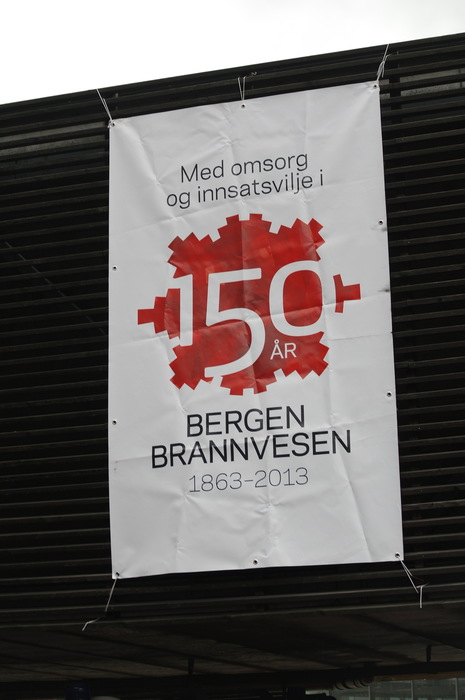 Med omsorg
og innsatsvilje i
150
ÅR
BERGEN
BRANNVESEN
1863-2013